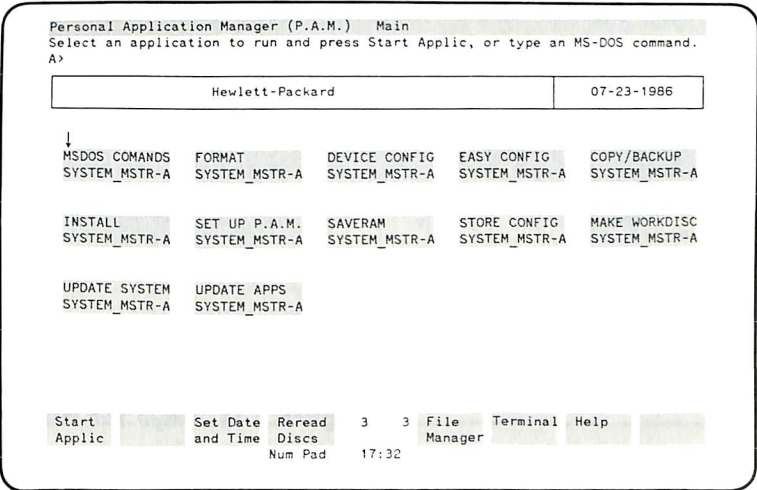 Personal Application Manager (P.A.M.) Main
Select an application to run and press Start Applic, or type an MS-DOS command.
A>
Hewlett-Packard 07-23-1986
MSDOS COMANDS FORMAT DEVICE CONFIG EASY CONFIG COPY/BACKUP
SYSTEM_MSTR-A SYSTEM_MSTR-A SYSTEM_MSTR-A SYSTEM_MSTR-A SYSTEM_MSTR-A
INSTALL SET UP P.A.M. SAVERAM STORE CONFIG MAKE WORKDISC
SYSTEM_MSTR-A SYSTEM_MSTR-A SYSTEM_MSTR-A SYSTEM_MSTR-A SYSTEM_MSTR-A
UPDATE SYSTEM UPDATE APPS
SYSTEM_MSTR-A SYSTEM_MSTR-A
Start Set Date Reread 3 3 File Terminal Help
Applic and Time Discs Manager
Num Pad 17:32